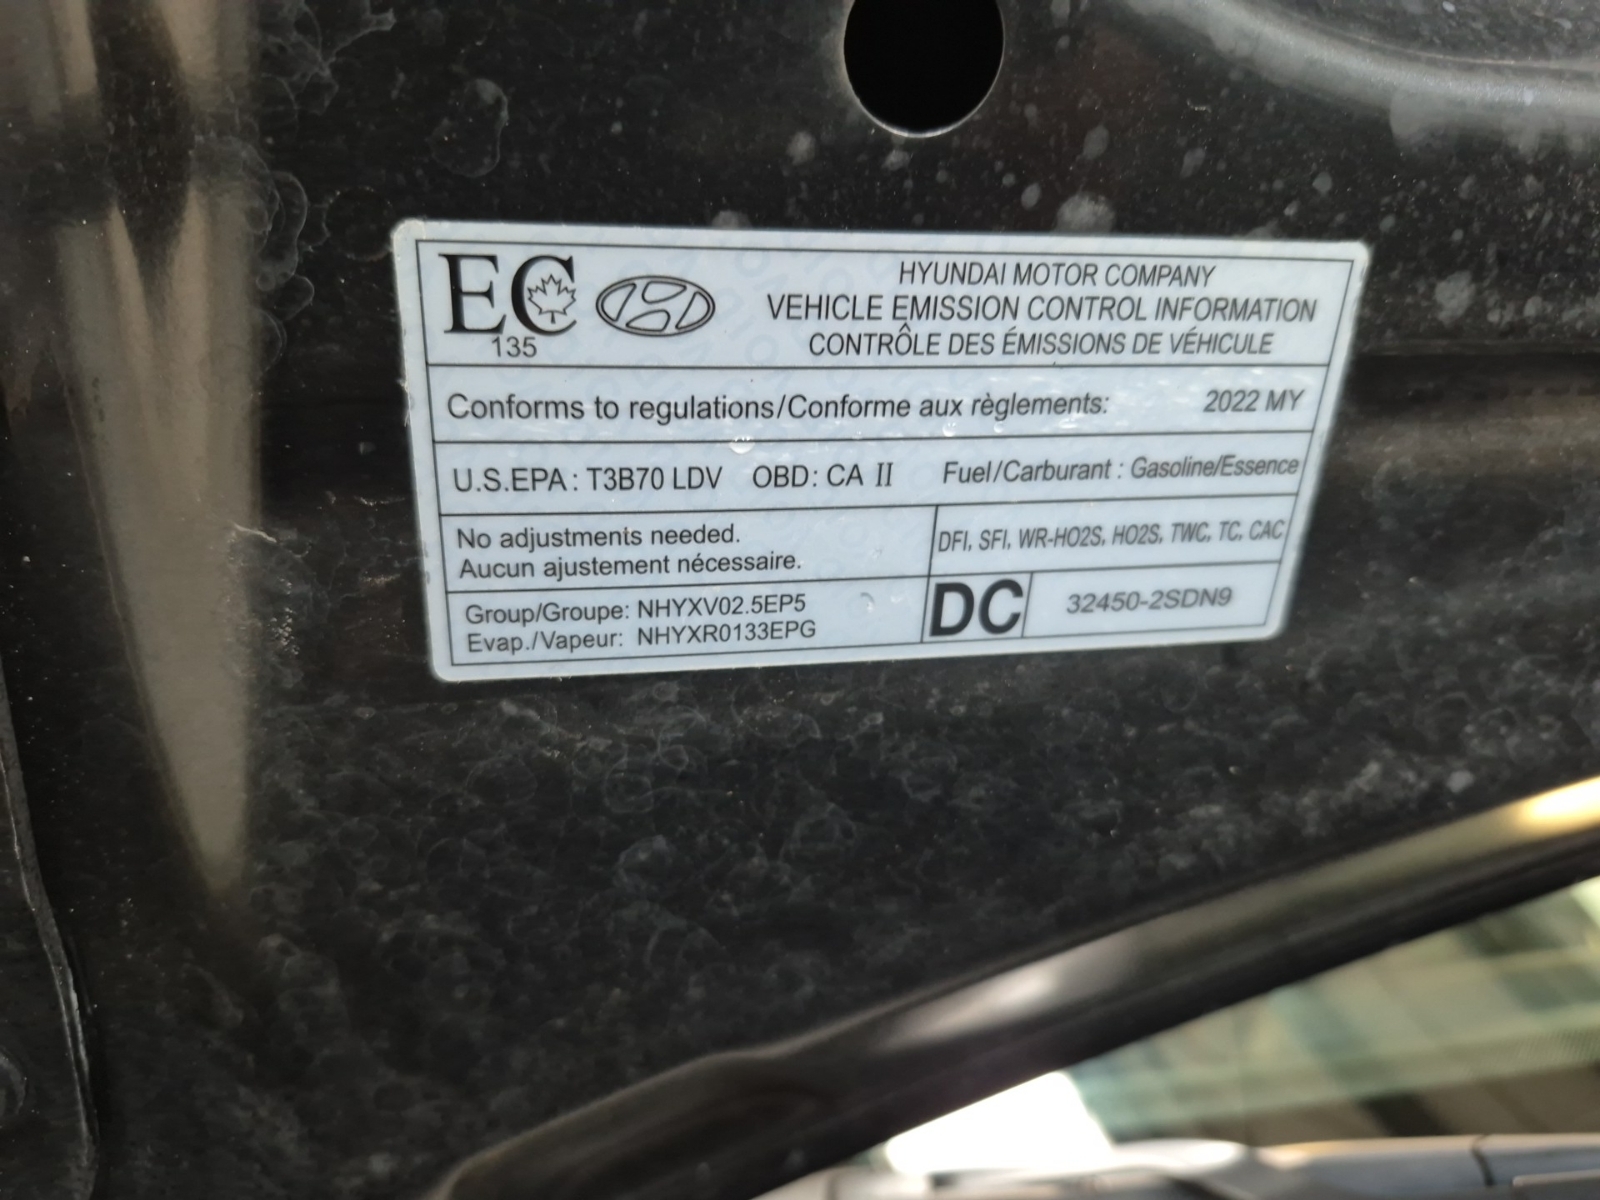 EC
135
HYUNDAI MOTOR COMPANY
VEHICLE EMISSION CONTROL INFORMATION
CONTRÔLE DES ÉMISSIONS DE VÉHICULE
Conforms to regulations/Conforme aux règlements: 2022 MY
U.S.EPA: T3B70 LDV OBD: CA II Fuel/Carburant : Gasoline/Essence
No adjustments needed.
Aucun ajustement nécessaire.
DFI, SFI, WR-HO2S, HO2S, TWC, TC, CAC
Group/Groupe: NHYXV02.5EP5
Evap./Vapeur: NHYXR0133EPG
DC
32450-2SDN9